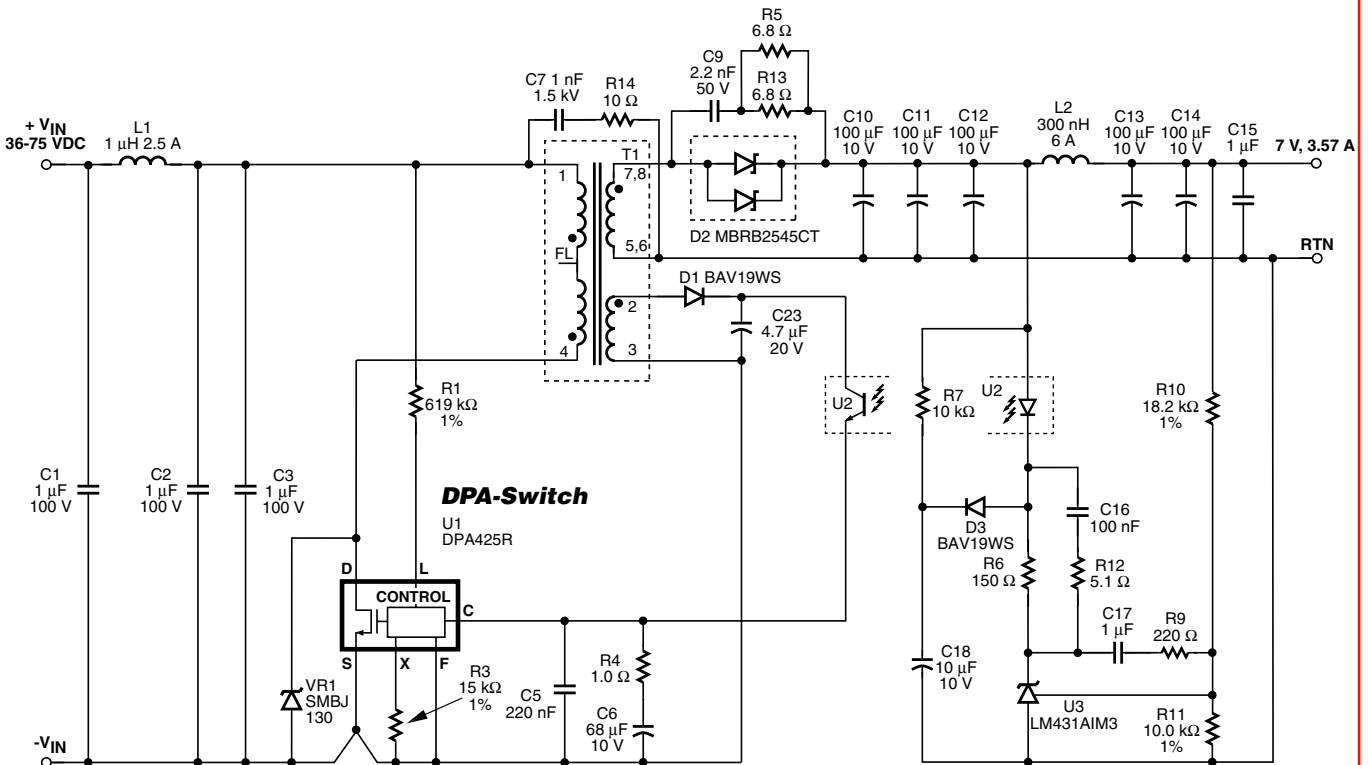 R5
6.8 Ω
C9
2.2 nF
50 V
R13
6.8 Ω
C7 1 nF
1.5 kV
R14
10 Ω
+ VIN
36-75 VDC
L1
1 µH 2.5 A
C10
100 µF
10 V
C11
100 µF
10 V
C12
100 µF
10 V
L2
300 nH
6 A
C13
100 µF
10 V
C14
100 µF
10 V
C15
1 µF
7 V, 3.57 A
1
T1
7,8
D2 MBRB2545CT
5,6
RTN
FL
D1 BAV19WS
2
C23
4.7 µF
20 V
4
3
R1
619 kΩ
1%
U2
R7
10 kΩ
U2
R10
18.2 kΩ
1%
C1
1 µF
100 V
C2
1 µF
100 V
C3
1 µF
100 V
DPA-Switch
U1
DPA425R
D3
BAV19WS
C16
100 nF
R6
150 Ω
R12
5.1 Ω
D
L
CONTROL
C
S
X
F
C17
1 µF
R9
220 Ω
R3
15 kΩ
1%
R4
1.0 Ω
C18
10 µF
10 V
VR1
SMBJ
130
C5
220 nF
C6
68 µF
10 V
U3
LM431AIM3
R11
10.0 kΩ
1%
-VIN